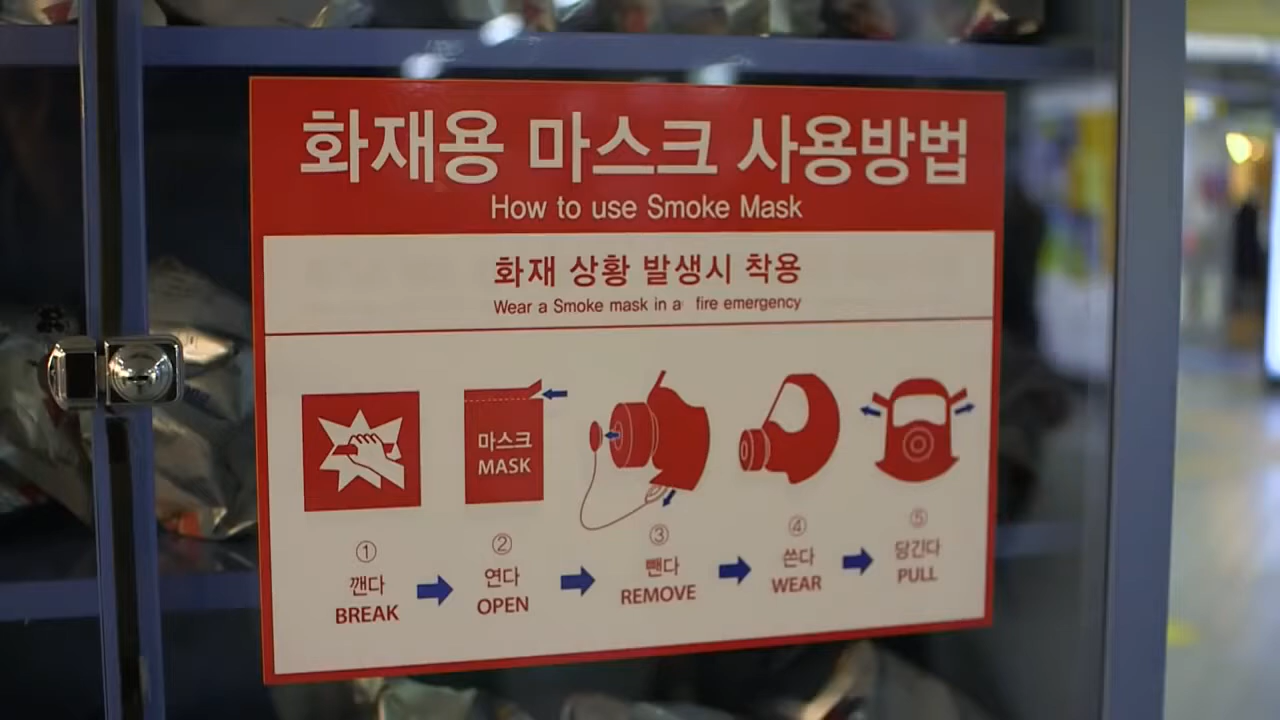 화재용 마스크 사용방법
How to use Smoke Mask
화재 상황 발생시 착용
Wear a Smoke mask in a fire emergency
마스크
MASK
①
깬다
BREAK
②
연다
OPEN
③
뺀다
REMOVE
④
쓴다
WEAR
⑤
당긴다
PULL